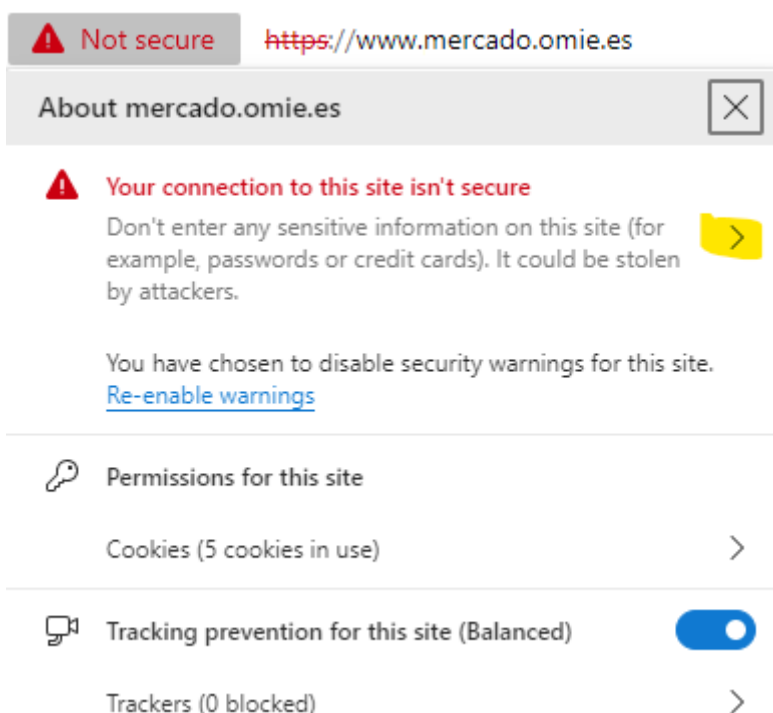 Not secure https://www.mercado.omie.es
About mercado.omie.es
Your connection to this site isn't secure
Don't enter any sensitive information on this site (for
example, passwords or credit cards). It could be stolen
by attackers.
You have chosen to disable security warnings for this site.
Re-enable warnings
Permissions for this site
Cookies (5 cookies in use)
Tracking prevention for this site (Balanced)
Trackers (0 blocked)